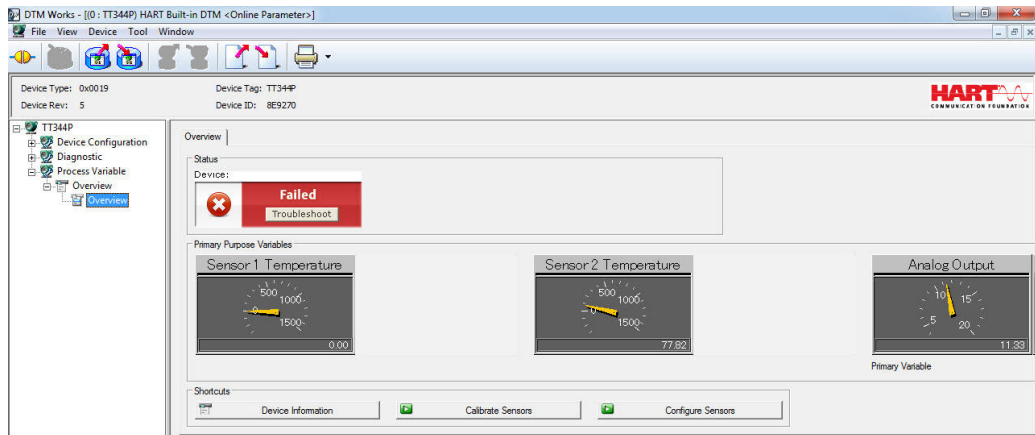 DTM Works - [(0 : TT344P) HART Built-in DTM <Online Parameter>]
File View Device Tool Window
Device Type: 0x0019 Device Tag: TT344P
Device Rev: 5 Device ID: 8E9270
HART
COMMUNICATION FOUNDATION
TT344P
Device Configuration
Diagnostic
Process Variable
Overview
Overview
Overview
Status
Device:
Failed
Troubleshoot
Primary Purpose Variables
Sensor 1 Temperature
0 500 1000 1500
0.00
Sensor 2 Temperature
0 500 1000 1500
77.82
Analog Output
5 10 15 20
11.33
Primary Variable
Shortcuts
Device Information
Calibrate Sensors
Configure Sensors